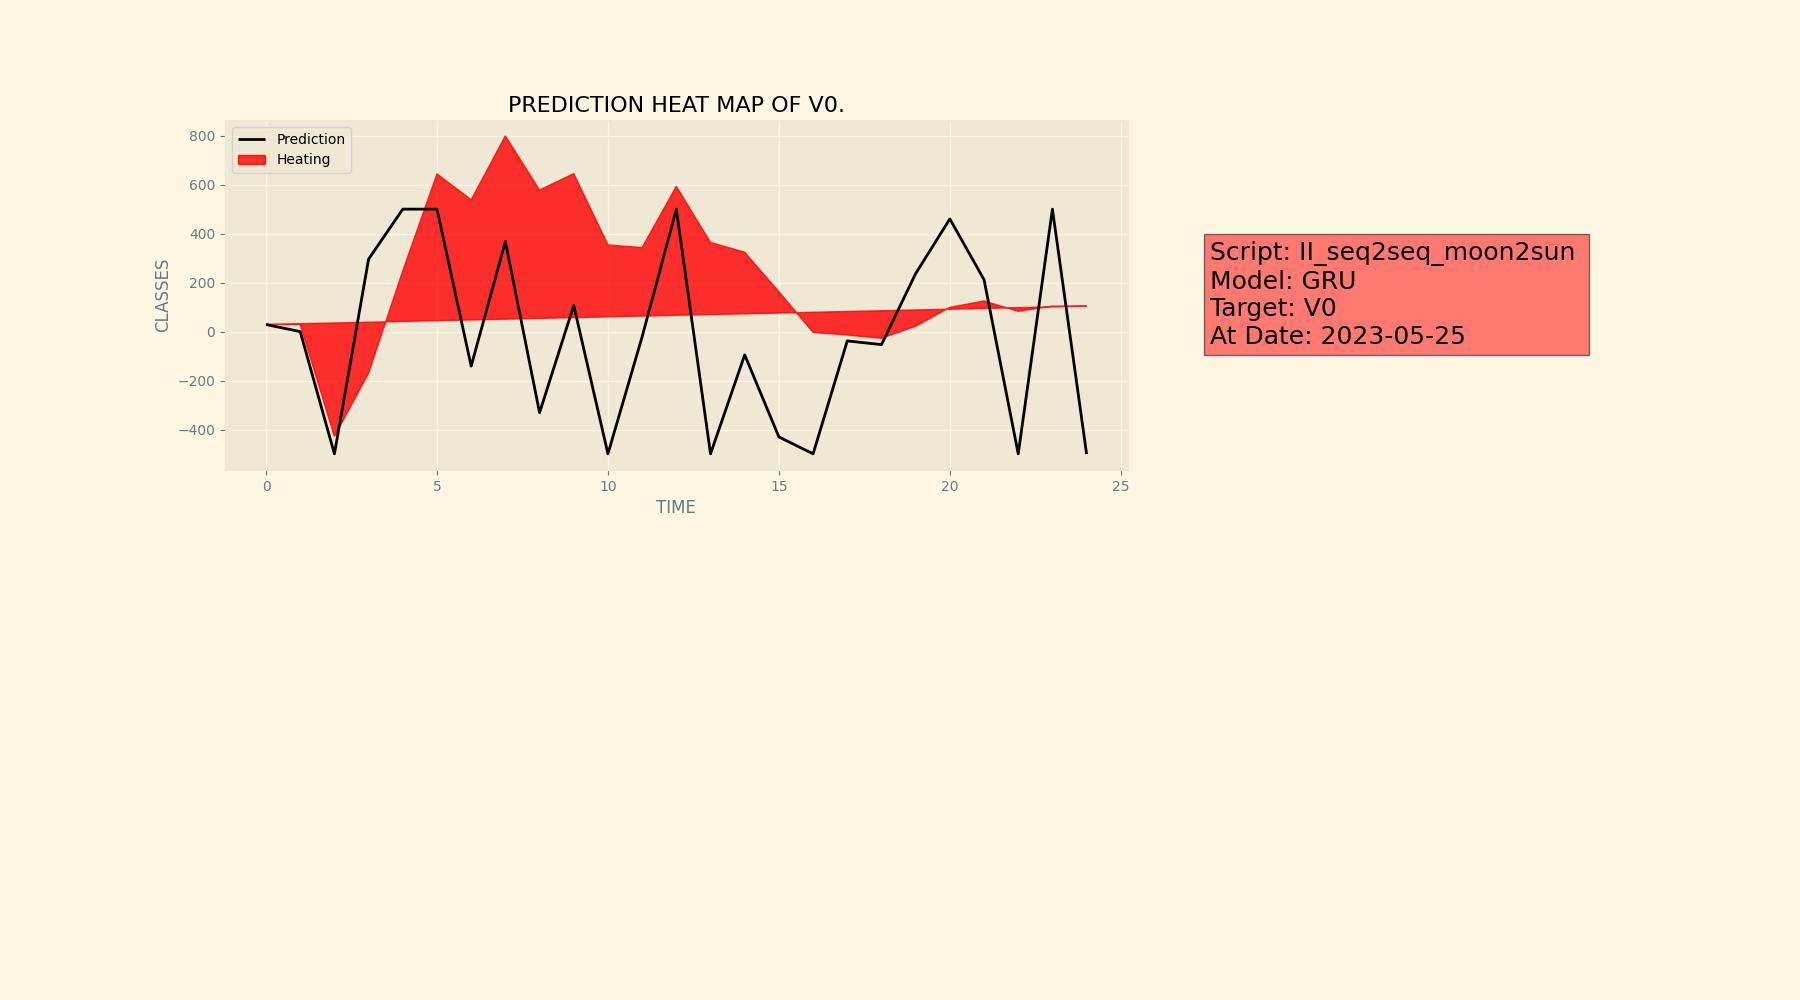 PREDICTION HEAT MAP OF V0.
Prediction
Heating
800
600
400
200
0
−200
−400
CLASSES
0 5 10 15 20 25
TIME
Script: II_seq2seq_moon2sun
Model: GRU
Target: V0
At Date: 2023-05-25